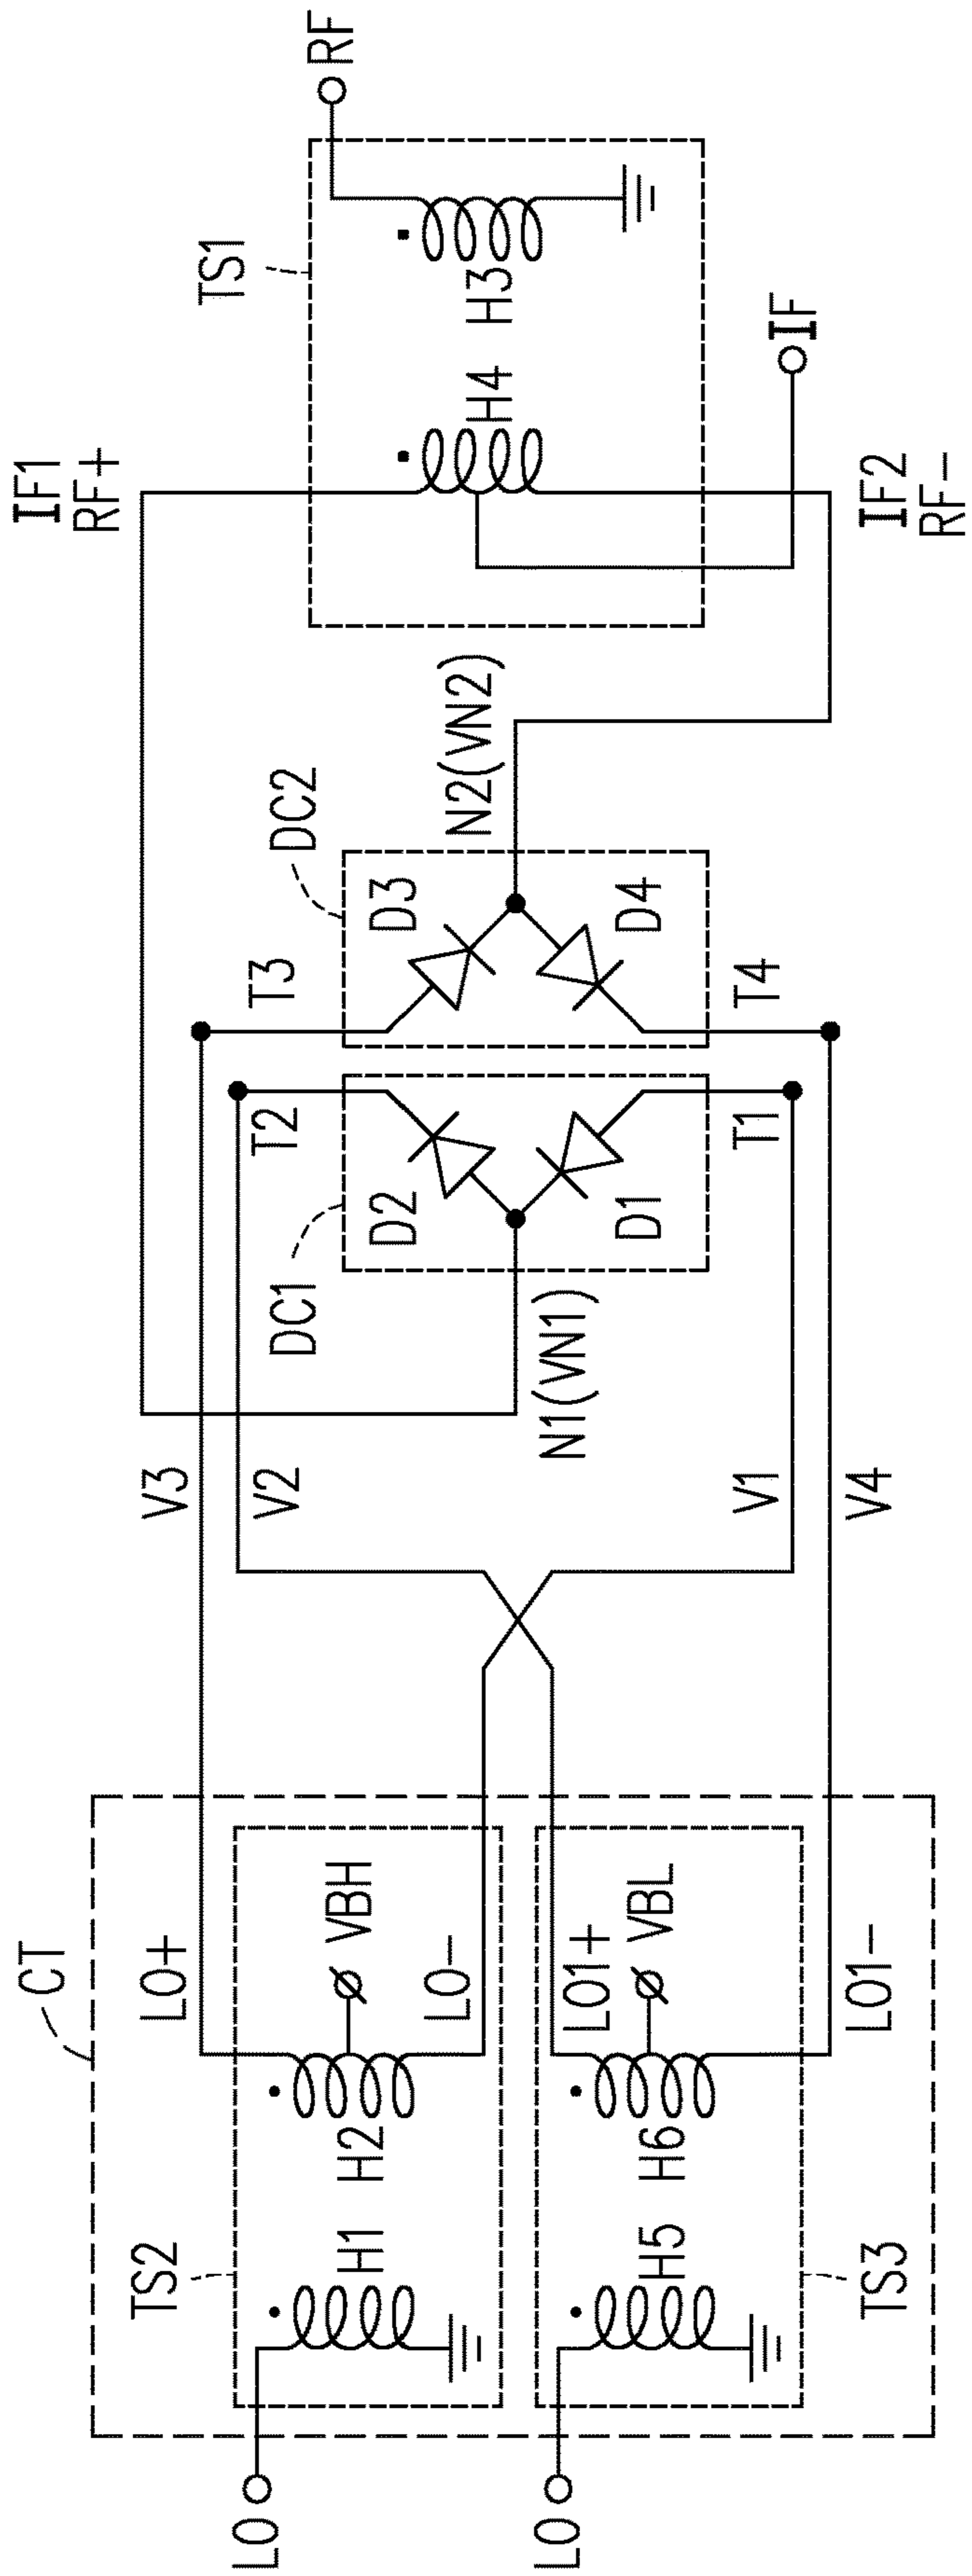 CT
TS2
LO
H1
H2
LO+
VBH
LO-
LO
H5
H6
LO1+
VBL
LO1-
TS3
V3
V2
V1
V4
DC1
N1(VN1)
D2
D1
T2
T1
DC2
T3
D3
D4
T4
N2(VN2)
IF1
RF+
TS1
H4
H3
RF
IF
IF2
RF-